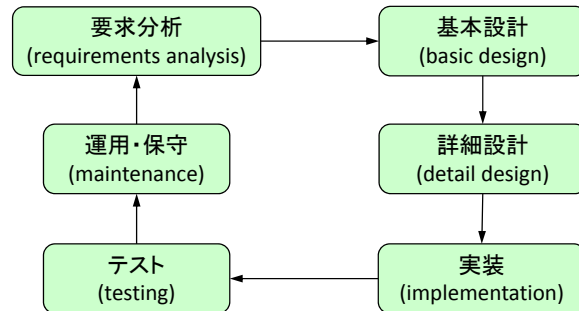 要求分析
(requirements analysis)
基本設計
(basic design)
詳細設計
(detail design)
実装
(implementation)
テスト
(testing)
運用・保守
(maintenance)